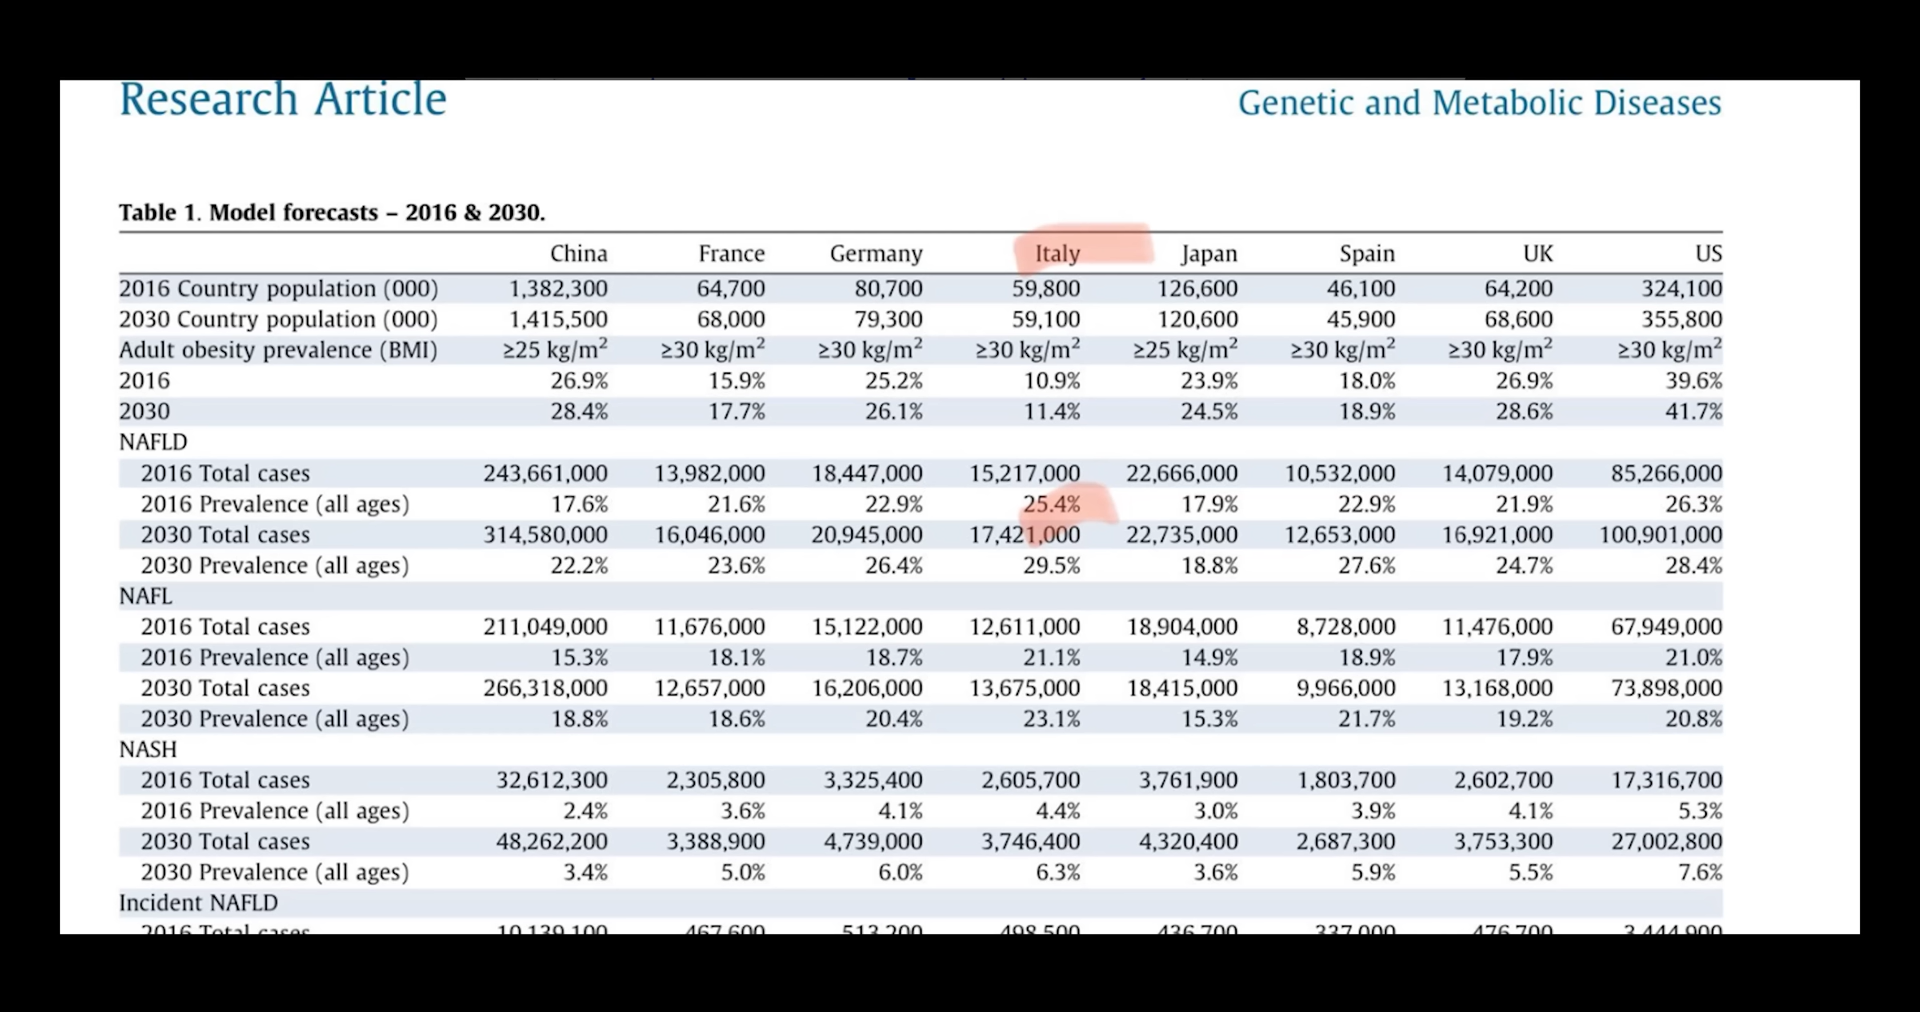 Research Article Genetic and Metabolic Diseases
Table 1. Model forecasts – 2016 & 2030.
China France Germany Italy Japan Spain UK US
2016 Country population (000) 1,382,300 64,700 80,700 59,800 126,600 46,100 64,200 324,100
2030 Country population (000) 1,415,500 68,000 79,300 59,100 120,600 45,900 68,600 355,800
Adult obesity prevalence (BMI) ≥25 kg/m² ≥30 kg/m² ≥30 kg/m² ≥30 kg/m² ≥25 kg/m² ≥30 kg/m² ≥30 kg/m² ≥30 kg/m²
2016 26.9% 15.9% 25.2% 10.9% 23.9% 18.0% 26.9% 39.6%
2030 28.4% 17.7% 26.1% 11.4% 24.5% 18.9% 28.6% 41.7%
NAFLD
2016 Total cases 243,661,000 13,982,000 18,447,000 15,217,000 22,666,000 10,532,000 14,079,000 85,266,000
2016 Prevalence (all ages) 17.6% 21.6% 22.9% 25.4% 17.9% 22.9% 21.9% 26.3%
2030 Total cases 314,580,000 16,046,000 20,945,000 17,421,000 22,735,000 12,653,000 16,921,000 100,901,000
2030 Prevalence (all ages) 22.2% 23.6% 26.4% 29.5% 18.8% 27.6% 24.7% 28.4%
NAFL
2016 Total cases 211,049,000 11,676,000 15,122,000 12,611,000 18,904,000 8,728,000 11,476,000 67,949,000
2016 Prevalence (all ages) 15.3% 18.1% 18.7% 21.1% 14.9% 18.9% 17.9% 21.0%
2030 Total cases 266,318,000 12,657,000 16,206,000 13,675,000 18,415,000 9,966,000 13,168,000 73,898,000
2030 Prevalence (all ages) 18.8% 18.6% 20.4% 23.1% 15.3% 21.7% 19.2% 20.8%
NASH
2016 Total cases 32,612,300 2,305,800 3,325,400 2,605,700 3,761,900 1,803,700 2,602,700 17,316,700
2016 Prevalence (all ages) 2.4% 3.6% 4.1% 4.4% 3.0% 3.9% 4.1% 5.3%
2030 Total cases 48,262,200 3,388,900 4,739,000 3,746,400 4,320,400 2,687,300 3,753,300 27,002,800
2030 Prevalence (all ages) 3.4% 5.0% 6.0% 6.3% 3.6% 5.9% 5.5% 7.6%
Incident NAFLD
2016 Total cases 10,139,100 467,600 513,200 498,500 436,700 337,000 476,700 3,444,900